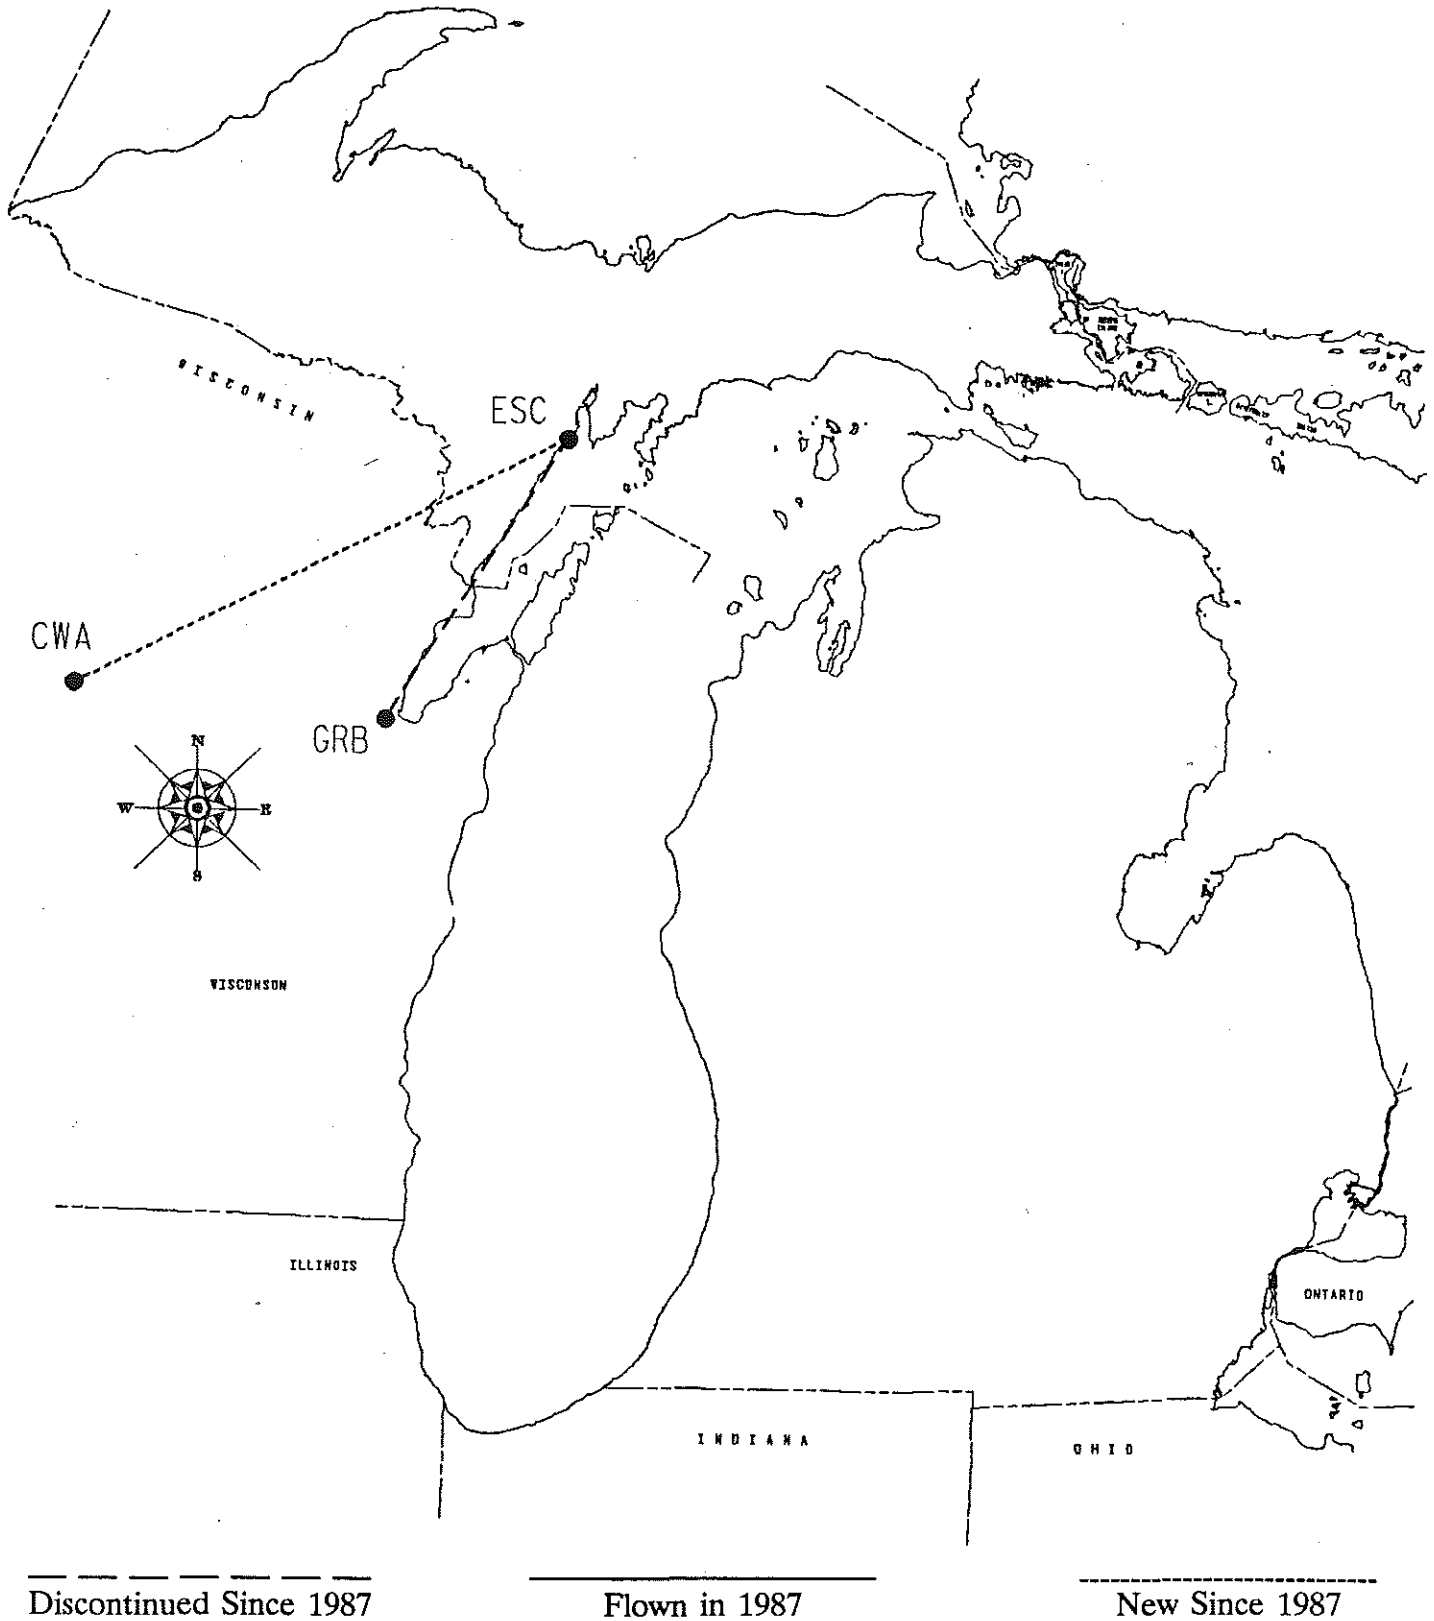 WISCONSIN
ESC
CWA
GRB
N
W
E
S
WISCONSON
ILLINOIS
ONTARIO
INDIANA
OHIO
Discontinued Since 1987
Flown in 1987
New Since 1987